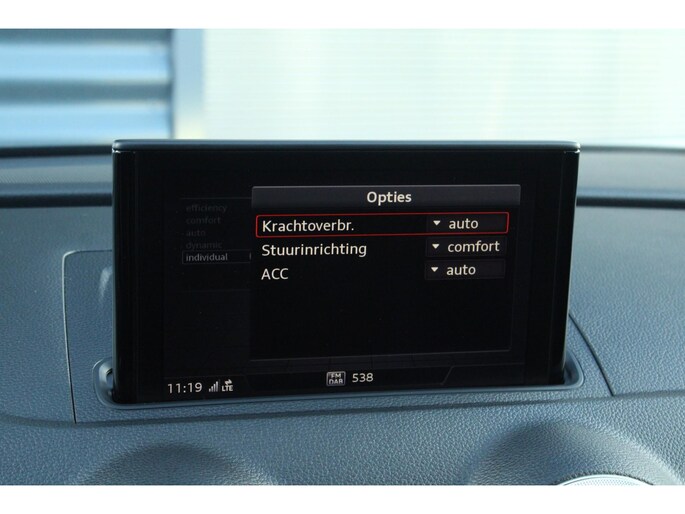 Opties
efficiency
comfort
auto
dynamic
individual
Krachtoverbr. auto
Stuurinrichting comfort
ACC auto
11:19 LTE FM DAB 538